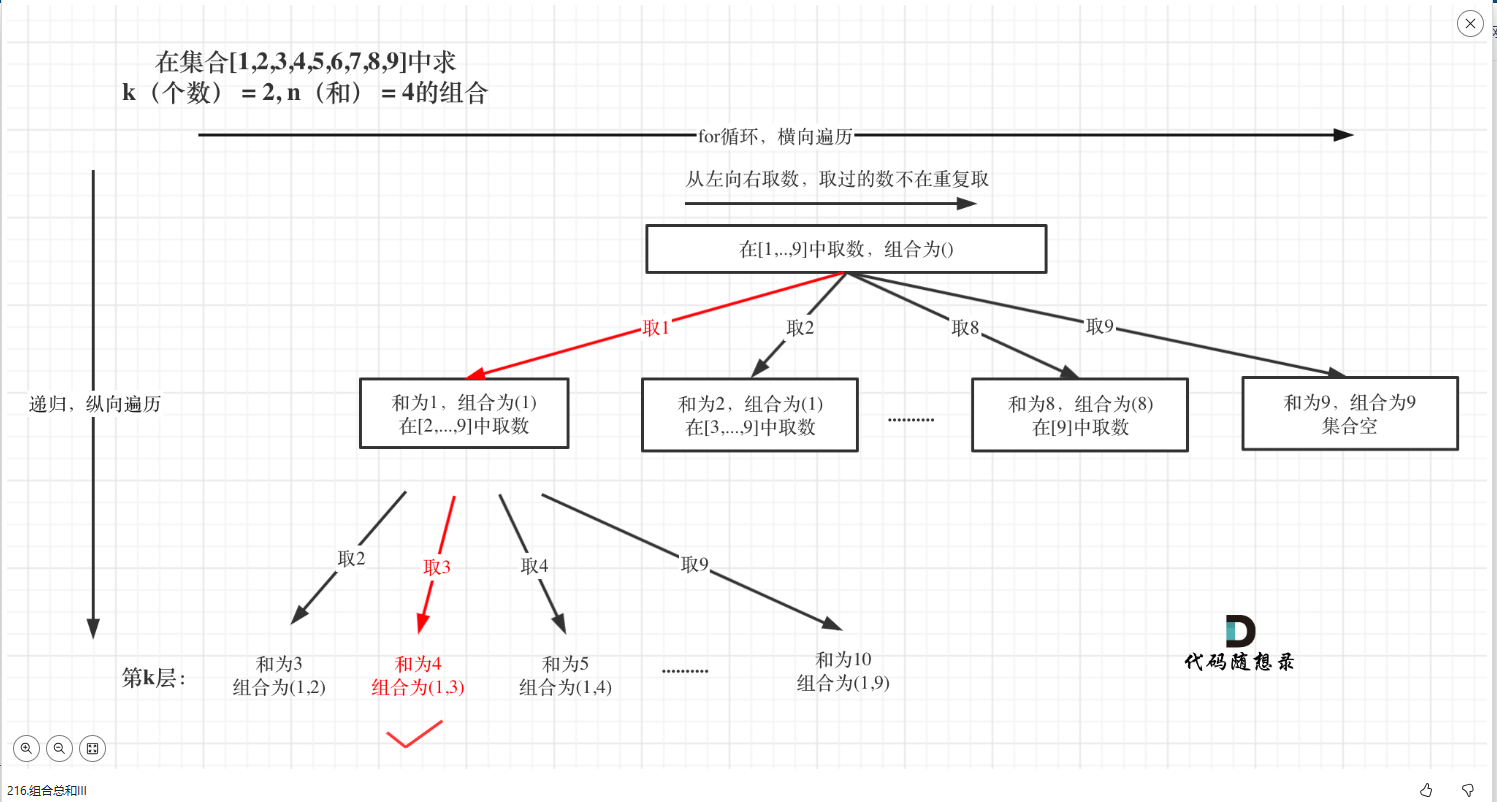 在集合[1,2,3,4,5,6,7,8,9]中求
k（个数）= 2, n（和）= 4的组合
for循环，横向遍历
从左向右取数，取过的数不在重复取
在[1,..,9]中取数，组合为()
取1
取2
取8
取9
递归，纵向遍历
和为1，组合为(1)
在[2,...,9]中取数
和为2，组合为(1)
在[3,...,9]中取数
..........
和为8，组合为(8)
在[9]中取数
和为9，组合为9
集合空
取2
取3
取4
取9
第k层：
和为3
组合为(1,2)
和为4
组合为(1,3)
和为5
组合为(1,4)
..........
和为10
组合为(1,9)
代码随想录
216.组合总和III